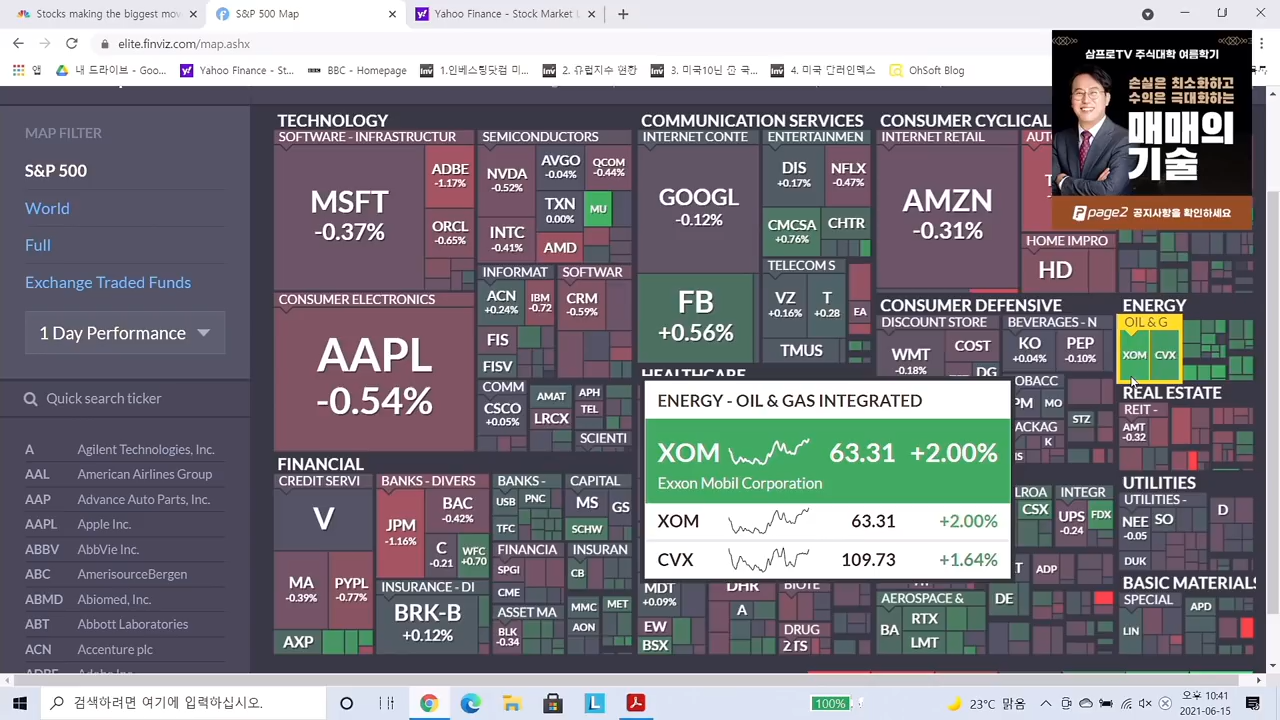 Stocks making the biggest mov
S&P 500 Map
Yahoo Finance - Stock Market L
elite.finviz.com/map.ashx
앱
내 드라이브 - Goo...
Yahoo Finance - St...
BBC - Homepage
1.인베스팅닷컴 미...
2. 유럽지수 현황
3. 미국10년 만 국...
4. 미국 달러인덱스
OhSoft Blog
삼프로TV 주식대학 여름학기
손실은 최소화하고
수익은 극대화하는
매매의
기술
page2 공지사항을 확인하세요
MAP FILTER
S&P 500
World
Full
Exchange Traded Funds
1 Day Performance
Quick search ticker
A Agilent Technologies, Inc.
AAL American Airlines Group
AAP Advance Auto Parts, Inc.
AAPL Apple Inc.
ABBV AbbVie Inc.
ABC AmerisourceBergen
ABMD Abiomed, Inc.
ABT Abbott Laboratories
ACN Accenture plc
TECHNOLOGY
SOFTWARE - INFRASTRUCTUR
MSFT
-0.37%
ADBE
-1.17%
ORCL
-0.65%
SEMICONDUCTORS
NVDA
-0.52%
AVGO
-0.04%
QCOM
-0.44%
TXN
0.00%
MU
INTC
-0.41%
AMD
CONSUMER ELECTRONICS
AAPL
-0.54%
INFORMAT
ACN
+0.24%
IBM
-0.72
FIS
FISV
SOFTWAR
CRM
-0.59%
COMM
CSCO
+0.05%
AMAT
LRCX
APH
TEL
SCIENTI
COMMUNICATION SERVICES
INTERNET CONTE
GOOGL
-0.12%
FB
+0.56%
ENTERTAINMEN
DIS
+0.17%
NFLX
-0.47%
CMCSA
+0.76%
CHTR
TELECOM S
VZ
+0.16%
T
+0.28
TMUS
EA
CONSUMER CYCLICAL
INTERNET RETAIL
AMZN
-0.31%
HOME IMPRO
HD
CONSUMER DEFENSIVE
DISCOUNT STORE
WMT
-0.18%
COST
DG
BEVERAGES - N
KO
+0.04%
PEP
-0.10%
OBACC
PM
MO
STZ
ACKAG
K
ENERGY
OIL & G
XOM
CVX
REAL ESTATE
REIT -
AMT
-0.32
HEALTHCARE
ENERGY - OIL & GAS INTEGRATED
XOM 63.31 +2.00%
Exxon Mobil Corporation
XOM 63.31 +2.00%
CVX 109.73 +1.64%
FINANCIAL
CREDIT SERVI
V
MA
-0.39%
PYPL
-0.77%
AXP
BANKS - DIVERS
JPM
-1.16%
BAC
-0.42%
C
-0.21
WFC
+0.70
INSURANCE - DI
BRK-B
+0.12%
BANKS -
USB
PNC
TFC
FINANCIA
SPGI
CME
ASSET MA
BLK
-0.34
CAPITAL
MS
GS
SCHW
INSURAN
CB
MMC
MET
AON
MDT
+0.09%
DHR
BIOTE
A
EW
BSX
DRUG
ZTS
LROA
CSX
INTEGR
UPS
-0.24
FDX
ADP
AEROSPACE &
RTX
BA
LMT
DE
UTILITIES
UTILITIES -
NEE
-0.05
SO
D
DUK
BASIC MATERIALS
SPECIAL
APD
LIN
검색하려면 여기에 입력하십시오.
100%
23°C 맑음
오후 10:41
2021-06-15